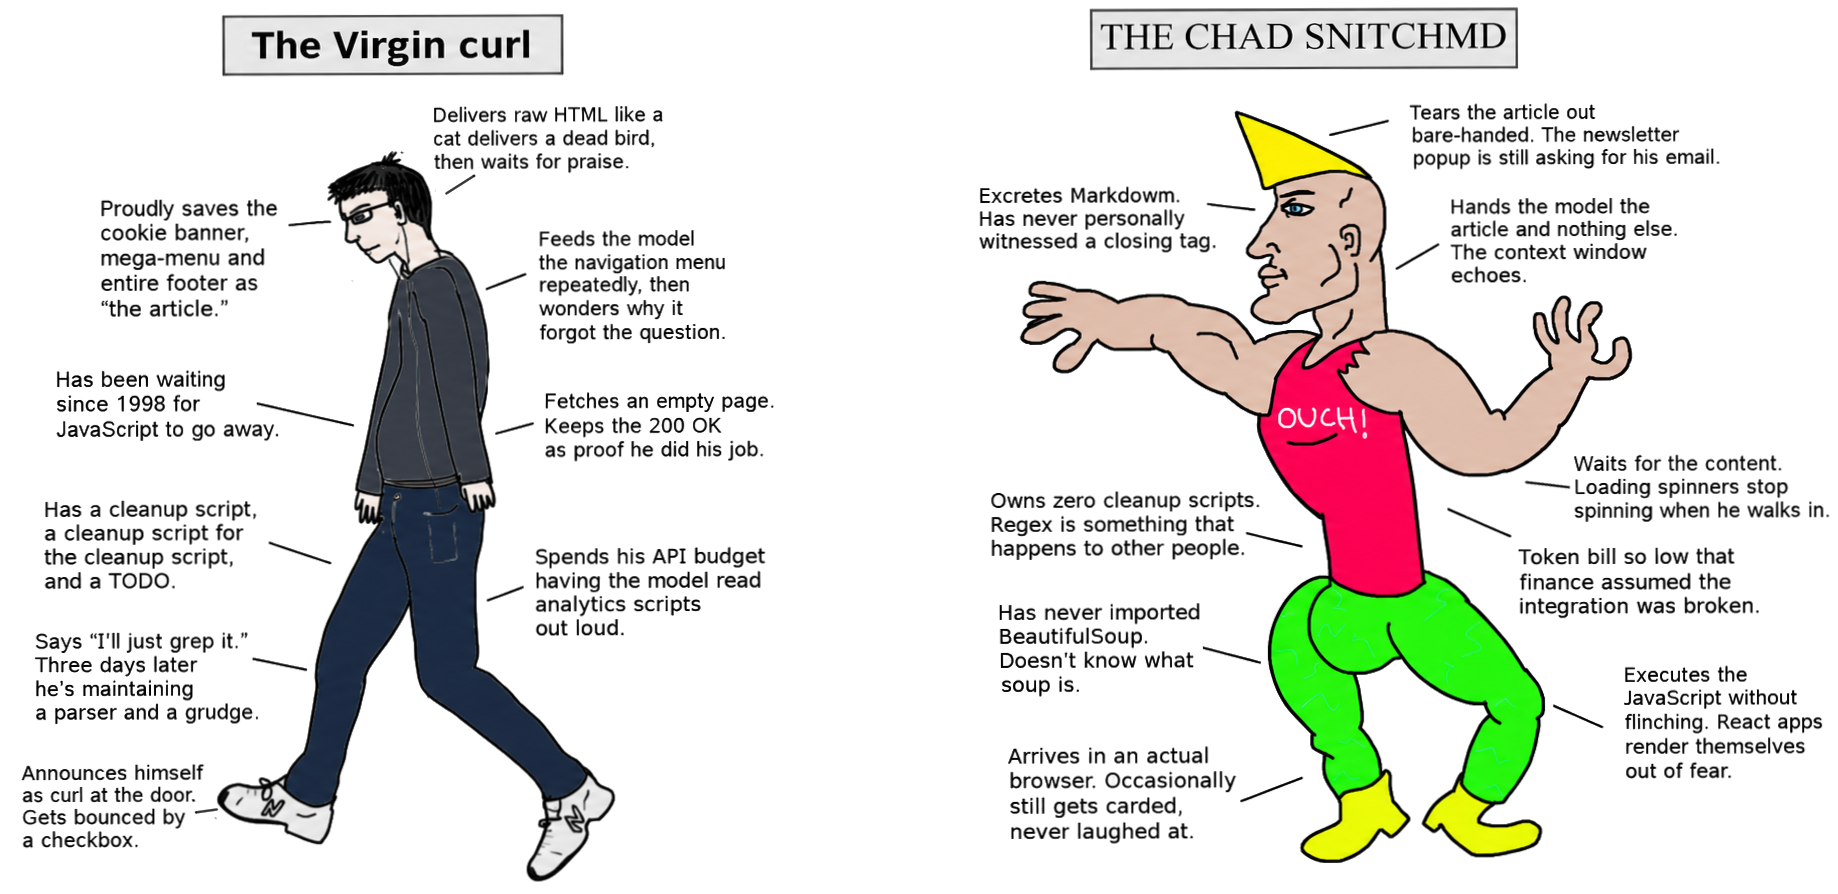 The Virgin curl
Delivers raw HTML like a
cat delivers a dead bird,
then waits for praise.
Proudly saves the
cookie banner,
mega-menu and
entire footer as
“the article.”
Feeds the model
the navigation menu
repeatedly, then
wonders why it
forgot the question.
Has been waiting
since 1998 for
JavaScript to go away.
Fetches an empty page.
Keeps the 200 OK
as proof he did his job.
Has a cleanup script,
a cleanup script for
the cleanup script,
and a TODO.
Spends his API budget
having the model read
analytics scripts
out loud.
Says “I’ll just grep it.”
Three days later
he’s maintaining
a parser and a grudge.
Announces himself
as curl at the door.
Gets bounced by
a checkbox.
THE CHAD SNITCHMD
Tears the article out
bare-handed. The newsletter
popup is still asking for his email.
Excretes Markdowm.
Has never personally
witnessed a closing tag.
Hands the model the
article and nothing else.
The context window
echoes.
OUCH!
Waits for the content.
Loading spinners stop
spinning when he walks in.
Owns zero cleanup scripts.
Regex is something that
happens to other people.
Token bill so low that
finance assumed the
integration was broken.
Has never imported
BeautifulSoup.
Doesn’t know what
soup is.
Executes the
JavaScript without
flinching. React apps
render themselves
out of fear.
Arrives in an actual
browser. Occasionally
still gets carded,
never laughed at.